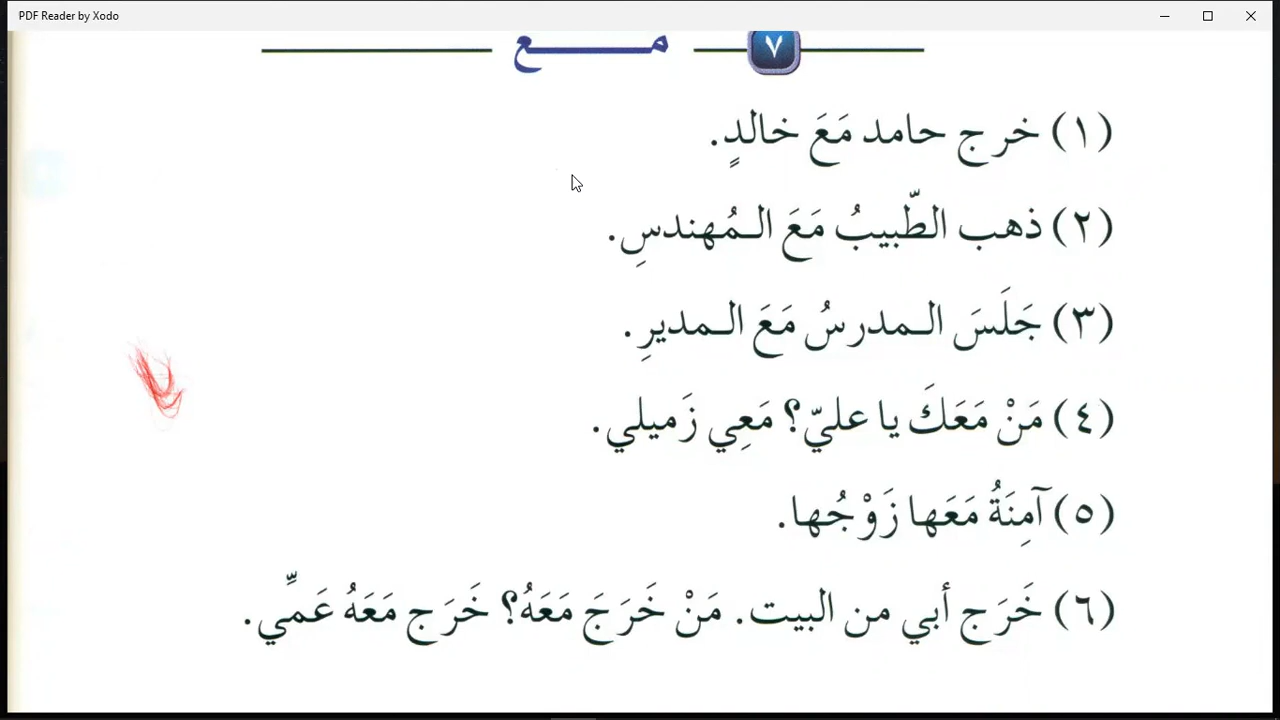 PDF Reader by Xodo
٧ مـــــع
(١) خرج حامد مَعَ خالدٍ.
(٢) ذهب الطّبيبُ مَعَ الـمُهندسِ.
(٣) جَلَسَ الـمدرسُ مَعَ الـمديرِ.
(٤) مَنْ مَعَكَ يا عليّ؟ مَعِي زَميلي.
(٥) آمِنَةُ مَعَها زَوْجُها.
(٦) خَرَج أبي من البيت. مَنْ خَرَجَ مَعَهُ؟ خَرَج مَعَهُ عَمِّي.